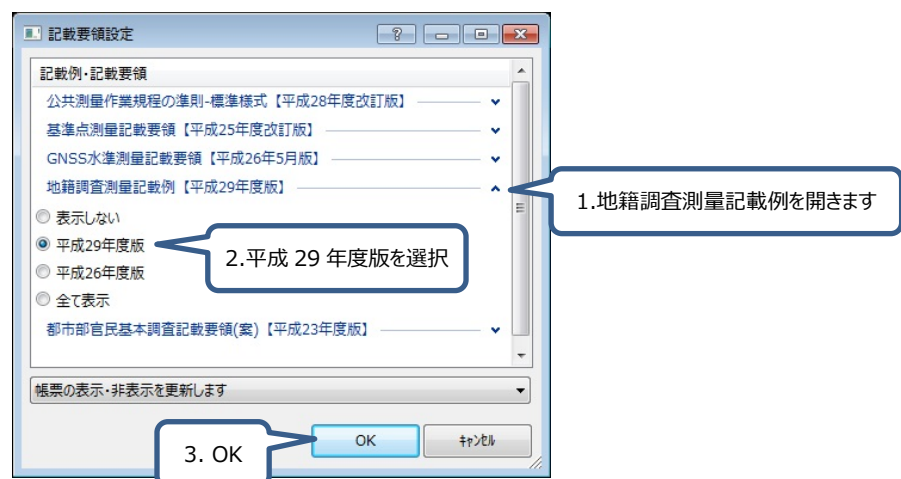 記載要領設定
記載例・記載要領
公共測量作業規程の準則-標準様式【平成28年度改訂版】
基準点測量記載要領【平成25年度改訂版】
GNSS水準測量記載要領【平成26年5月版】
地籍調査測量記載例【平成29年度版】
1.地籍調査測量記載例を開きます
表示しない
平成29年度版
2.平成 29 年度版を選択
平成26年度版
全て表示
都市部官民基本調査記載要領(案)【平成23年度版】
帳票の表示・非表示を更新します
3. OK
OK
ｷｬﾝｾﾙ